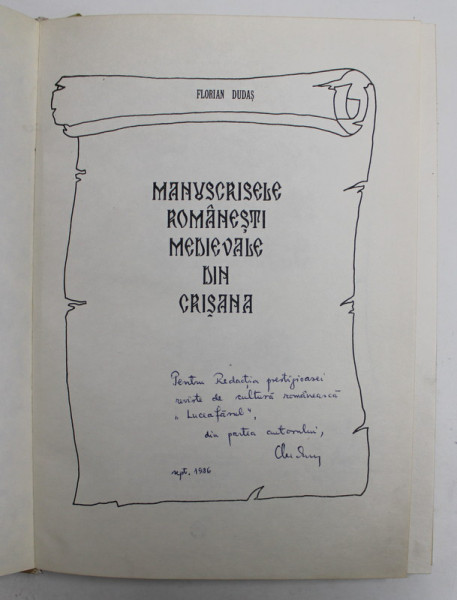 FLORIAN DUDAȘ
MANUSCRISELE
ROMÂNEȘTI
MEDIEVALE
DIN
CRIȘANA
Pentru Redacția prestigioasei
reviste de cultură românească
„Luceafărul”,
din partea autorului,
sept. 1986